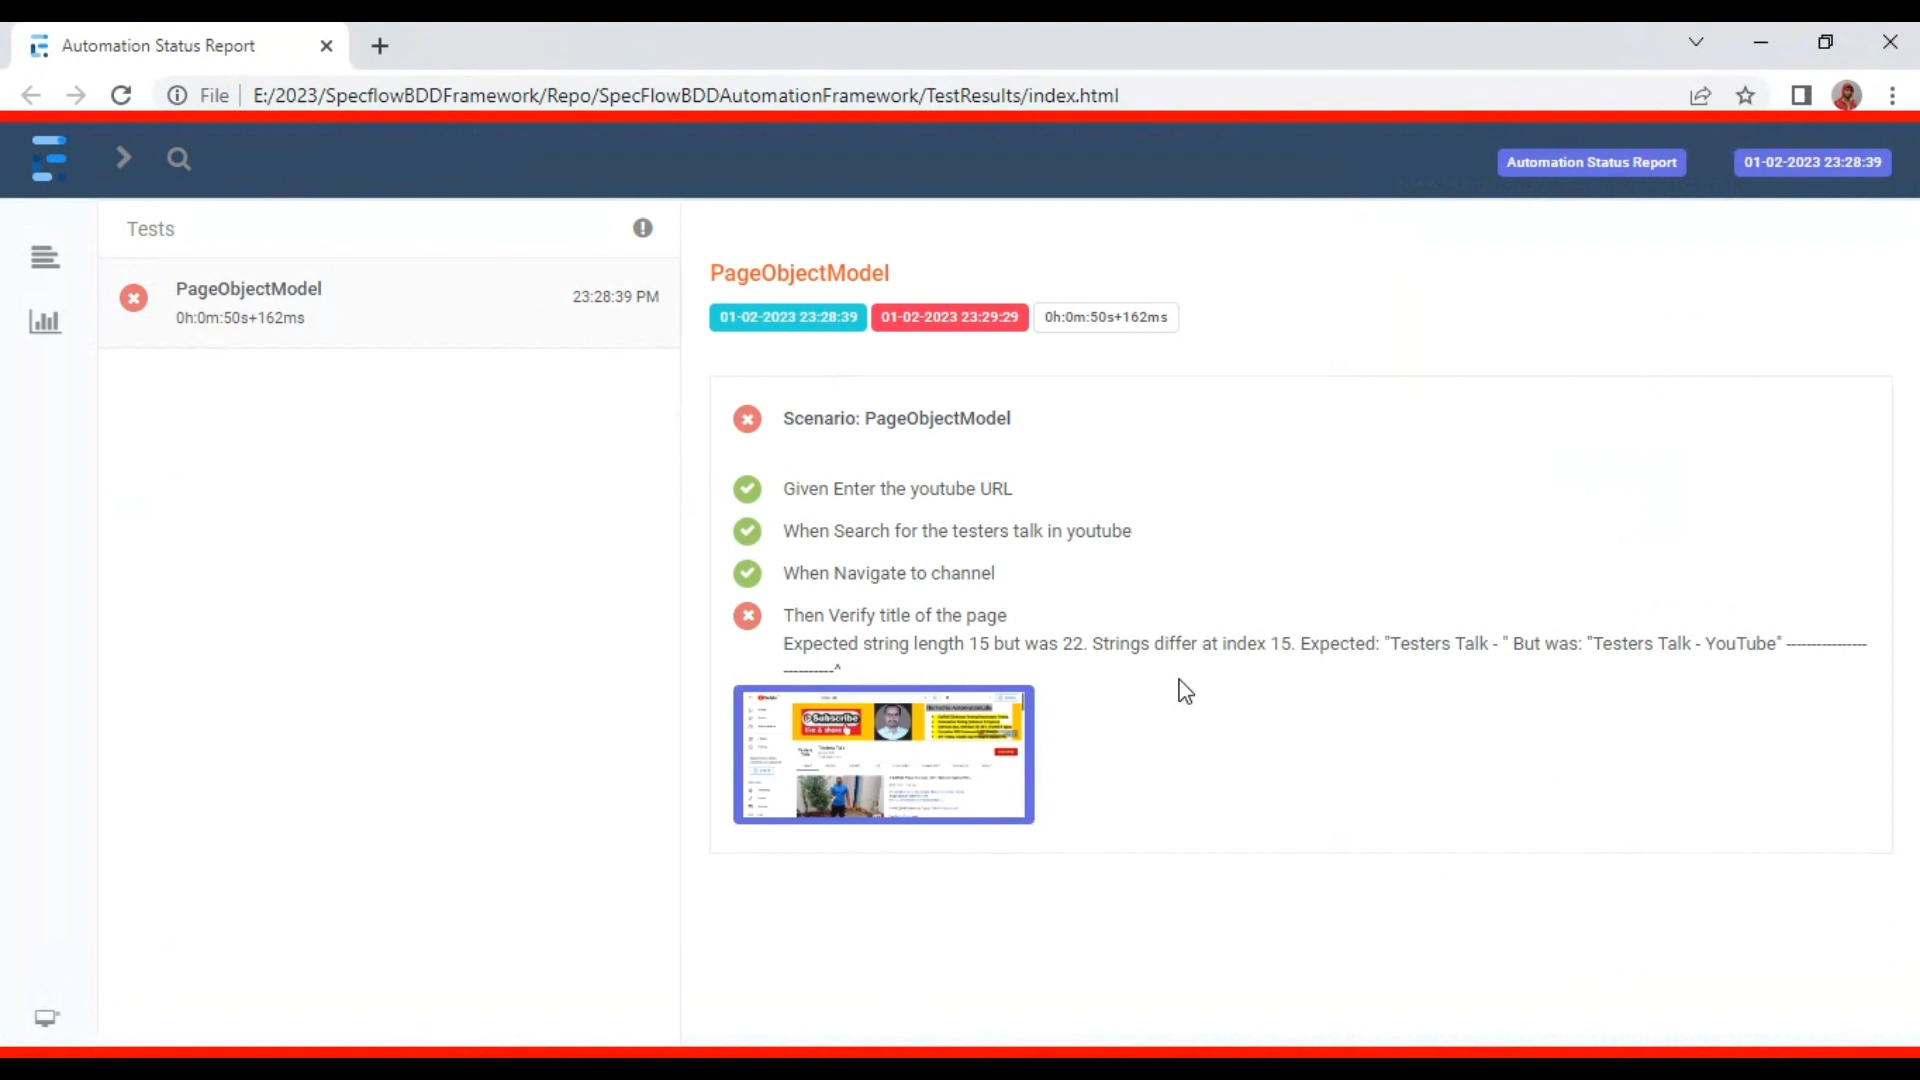 Automation Status Report
File
E:/2023/SpecflowBDDFramework/Repo/SpecFlowBDDAutomationFramework/TestResults/index.html
Automation Status Report
01-02-2023 23:28:39
Tests
PageObjectModel
23:28:39 PM
0h:0m:50s+162ms
PageObjectModel
01-02-2023 23:28:39
01-02-2023 23:29:29
0h:0m:50s+162ms
Scenario: PageObjectModel
Given Enter the youtube URL
When Search for the testers talk in youtube
When Navigate to channel
Then Verify title of the page
Expected string length 15 but was 22. Strings differ at index 15. Expected: "Testers Talk - " But was: "Testers Talk - YouTube" ----------------
----------^
Subscribe
like & share